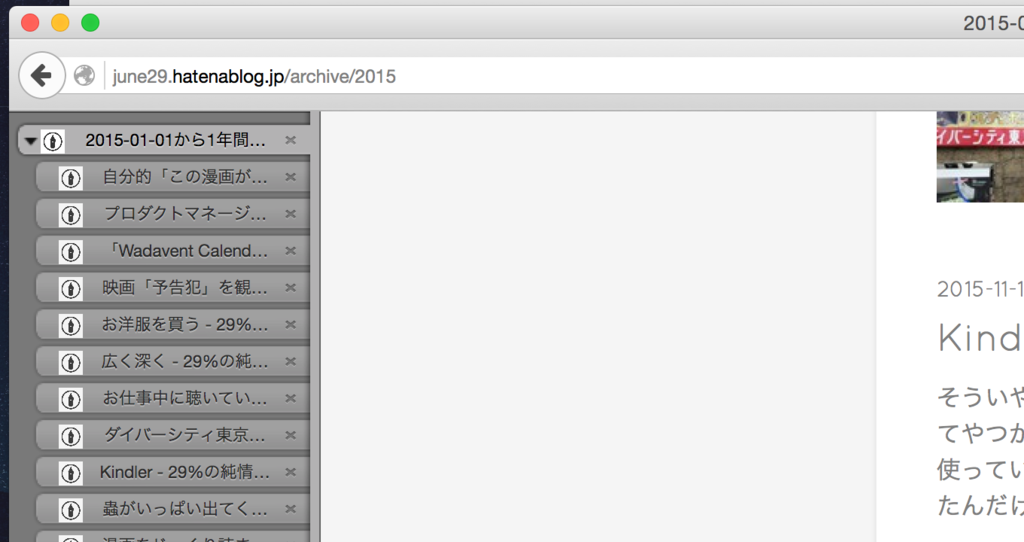 2015-0
june29.hatenablog.jp/archive/2015
2015-01-01から1年間...
自分的「この漫画が...
プロダクトマネージ...
「Wadavent Calend...
映画「予告犯」を観...
お洋服を買う - 29%...
広く深く - 29%の純...
お仕事中に聴いてい...
ダイバーシティ東京...
Kindler - 29%の純情...
蟲がいっぱい出てく...
イバーシティ東
2015-11-1
Kind
そういや
てやつか
使ってい
たんだけ